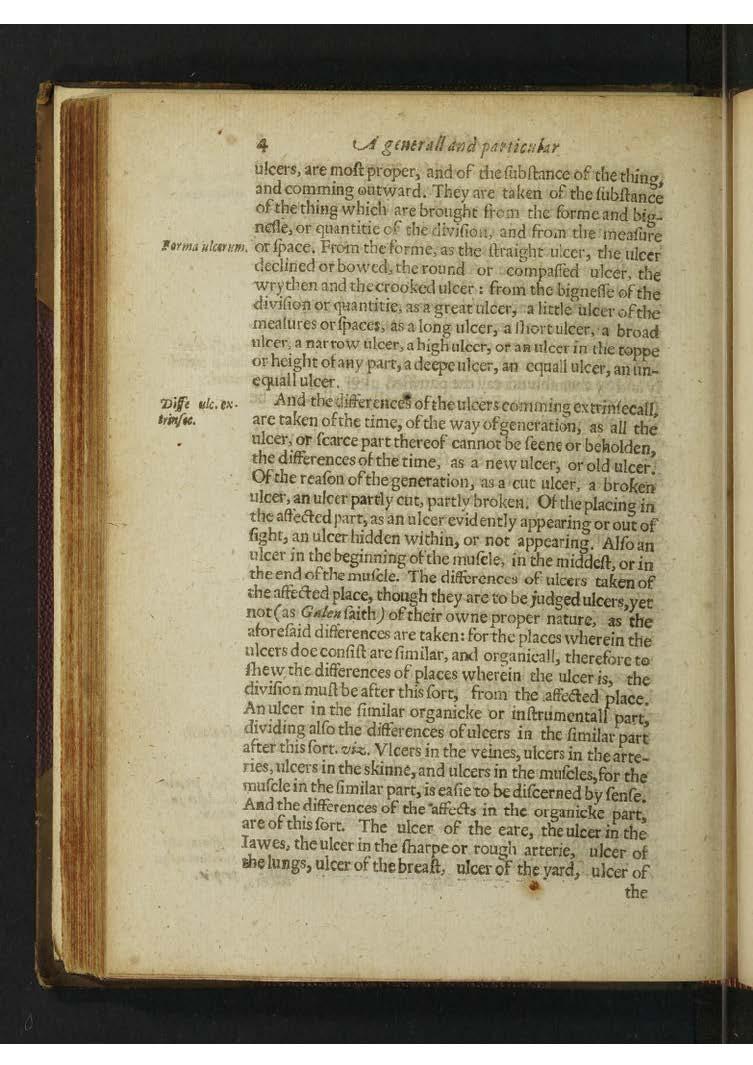 4 A generall and particular
ulcers, are moſt proper, and of the ſubſtance of the thing,
and comming outward. They are taken of the ſubſtance
of the thing which are brought from the forme and big-
neſſe, or quantitie of the diviſion, and from the meaſure
Forma ulcerum. or ſpace. From the forme, as the ſtraight ulcer, the ulcer
declined or bowed, the round or compaſſed ulcer, the
wrythen and the crooked ulcer: from the bigneſſe of the
diviſion or quantitie, as a great ulcer, a little ulcer of the
meaſures or ſpaces, as a long ulcer, a ſhort ulcer, a broad
ulcer, a narrow ulcer, a high ulcer, or an ulcer in the toppe
or height of any part, a deepe ulcer, an equall ulcer, an un-
equall ulcer.
Diffe ulc. ex- And the differences of the ulcers comming extrinſecall,
trinſec. are taken of the time, of the way of generation, as all the
ulcer, or ſcarce part thereof cannot be ſeene or beholden,
the differences of the time, as a new ulcer, or old ulcer.
Of the reaſon of the generation, as a cut ulcer, a broken
ulcer, an ulcer partly cut, partly broken. Of the placing in
the affected part, as an ulcer evidently appearing or out of
ſight, an ulcer hidden within, or not appearing. Alſo an
ulcer in the beginning of the muſcle, in the middeſt, or in
the end of the muſcle. The differences of ulcers taken of
the affected place, though they are to be judged ulcers, yet
not (as Galen ſaith) of their owne proper nature, as the
aforeſaid differences are taken: for the places wherein the
ulcers doe conſiſt are ſimilar, and organicall, therefore to
ſhew the differences of places wherein the ulcer is, the
diviſion muſt be after this ſort, from the affected place.
An ulcer in the ſimilar organicke or inſtrumentall part,
dividing alſo the differences of ulcers in the ſimilar part
after this ſort. viz. Vlcers in the veines, ulcers in the arte-
ries, ulcers in the skinne, and ulcers in the muſcles, for the
muſcle in the ſimilar part, is eaſie to be diſcerned by ſenſe.
And the differences of the affects in the organicke part,
are of this ſort. The ulcer of the eare, the ulcer in the
Iawes, the ulcer in the ſharpe or rough arterie, ulcer of
the lungs, ulcer of the breaſt, ulcer of the yard, ulcer of
the